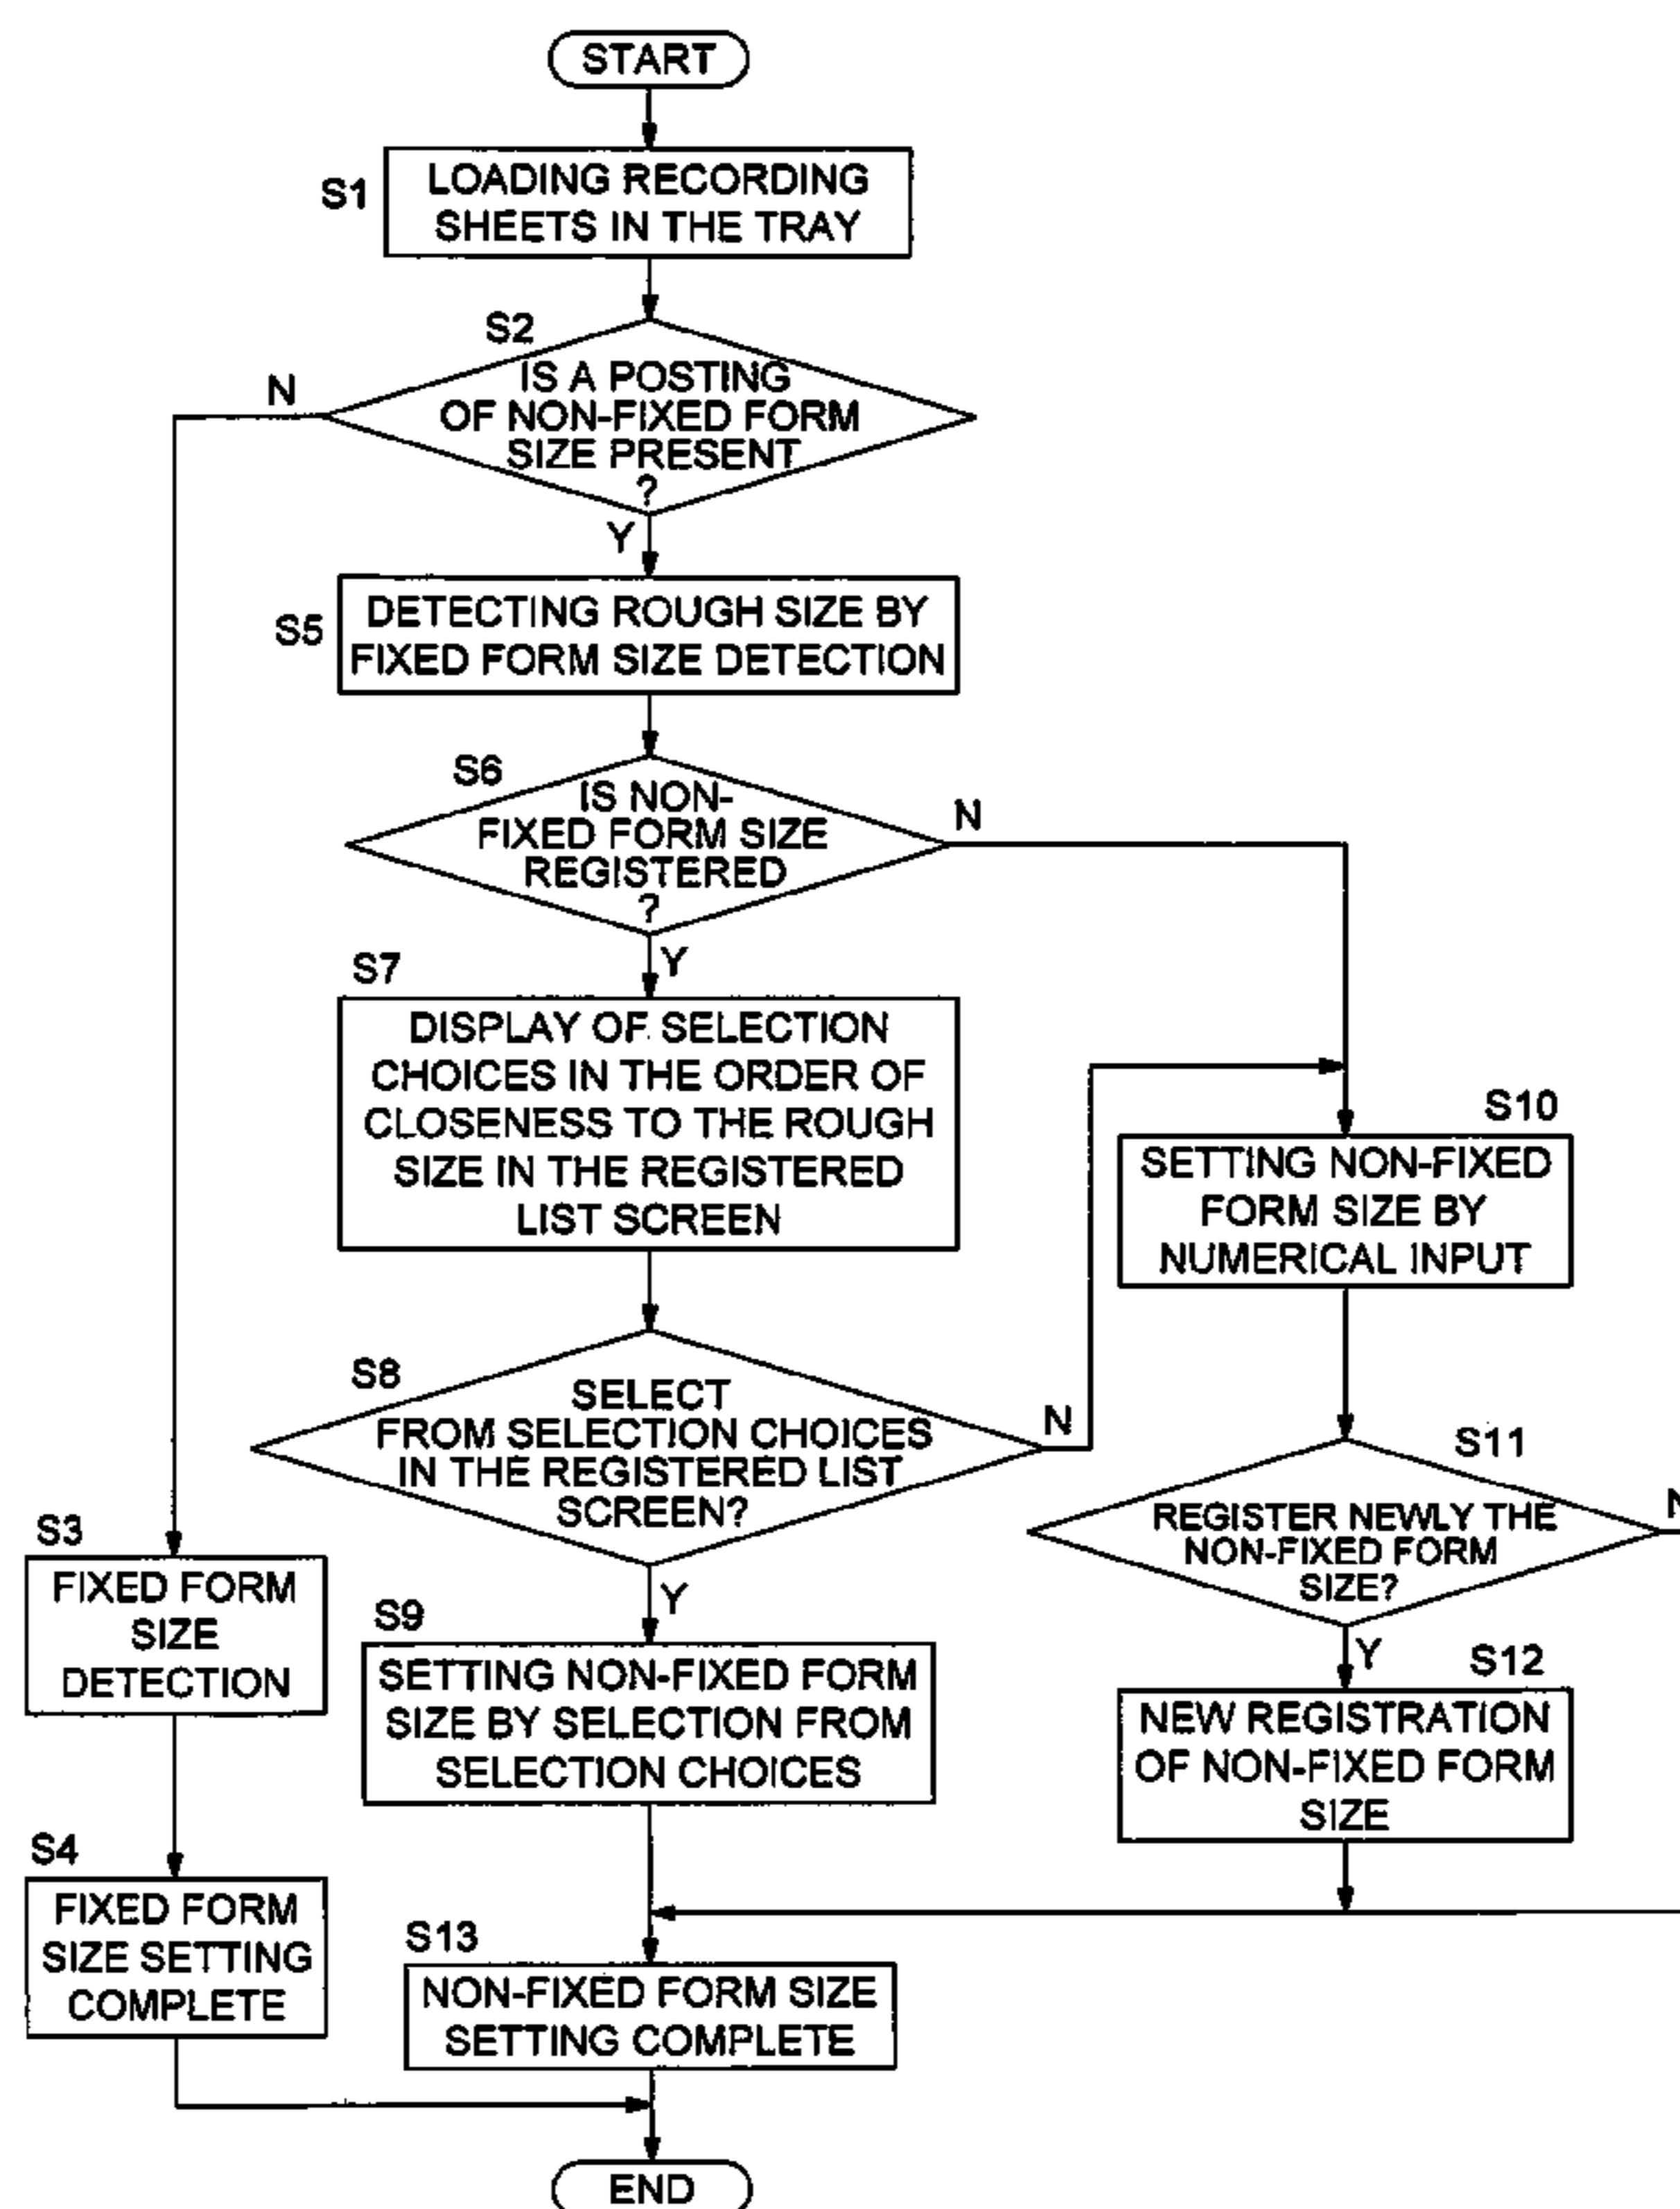 START
S1
LOADING RECORDING
SHEETS IN THE TRAY
S2
IS A POSTING
OF NON-FIXED FORM
SIZE PRESENT
?
N
Y
S5
DETECTING ROUGH SIZE BY
FIXED FORM SIZE DETECTION
S6
IS NON-
FIXED FORM SIZE
REGISTERED
?
N
Y
S7
DISPLAY OF SELECTION
CHOICES IN THE ORDER OF
CLOSENESS TO THE ROUGH
SIZE IN THE REGISTERED
LIST SCREEN
S10
SETTING NON-FIXED
FORM SIZE BY
NUMERICAL INPUT
S8
SELECT
FROM SELECTION CHOICES
IN THE REGISTERED LIST
SCREEN?
N
Y
S11
REGISTER NEWLY THE
NON-FIXED FORM
SIZE?
N
Y
S3
FIXED FORM
SIZE
DETECTION
S9
SETTING NON-FIXED FORM
SIZE BY SELECTION FROM
SELECTION CHOICES
S12
NEW REGISTRATION
OF NON-FIXED FORM
SIZE
S4
FIXED FORM
SIZE SETTING
COMPLETE
S13
NON-FIXED FORM SIZE
SETTING COMPLETE
END